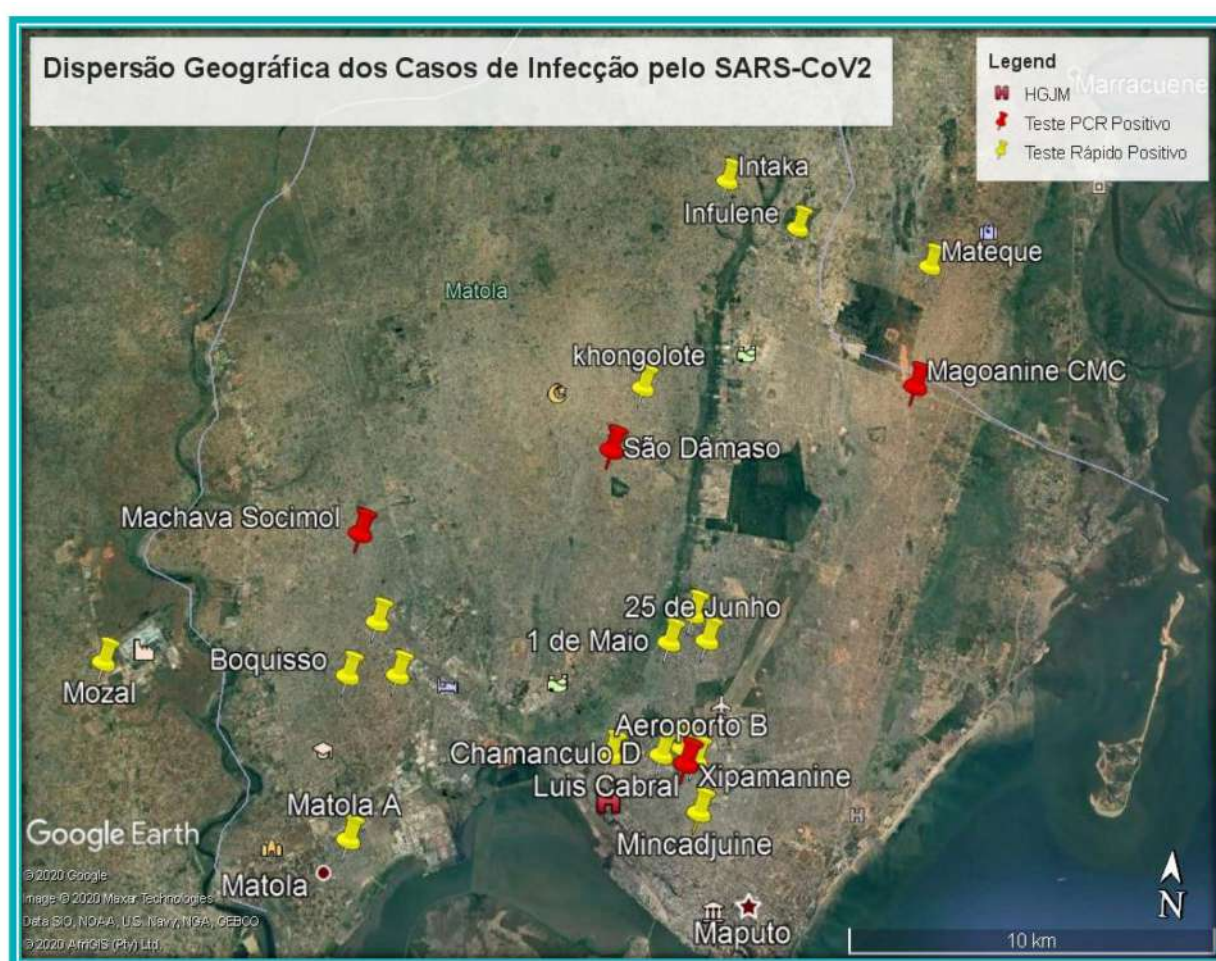 Dispersão Geográfica dos Casos de Infecção pelo SARS-CoV2
Legend
HGJM
Teste PCR Positivo
Teste Rápido Positivo
Marracuene
Intaka
Infulene
Mateque
Matola
khongolote
Magoanine CMC
São Dâmaso
Machava Socimol
25 de Junho
1 de Maio
Boquisso
Mozal
Aeroporto B
Chamanculo D
Luis Cabral
Xipamanine
Matola A
Mincadjuine
Google Earth
Matola
Maputo
© 2020 Google
Image © 2020 Maxar Technologies
Data SIO, NOAA, U.S. Navy, NGA, GEBCO
© 2020 AfriGIS (Pty) Ltd.
N
10 km